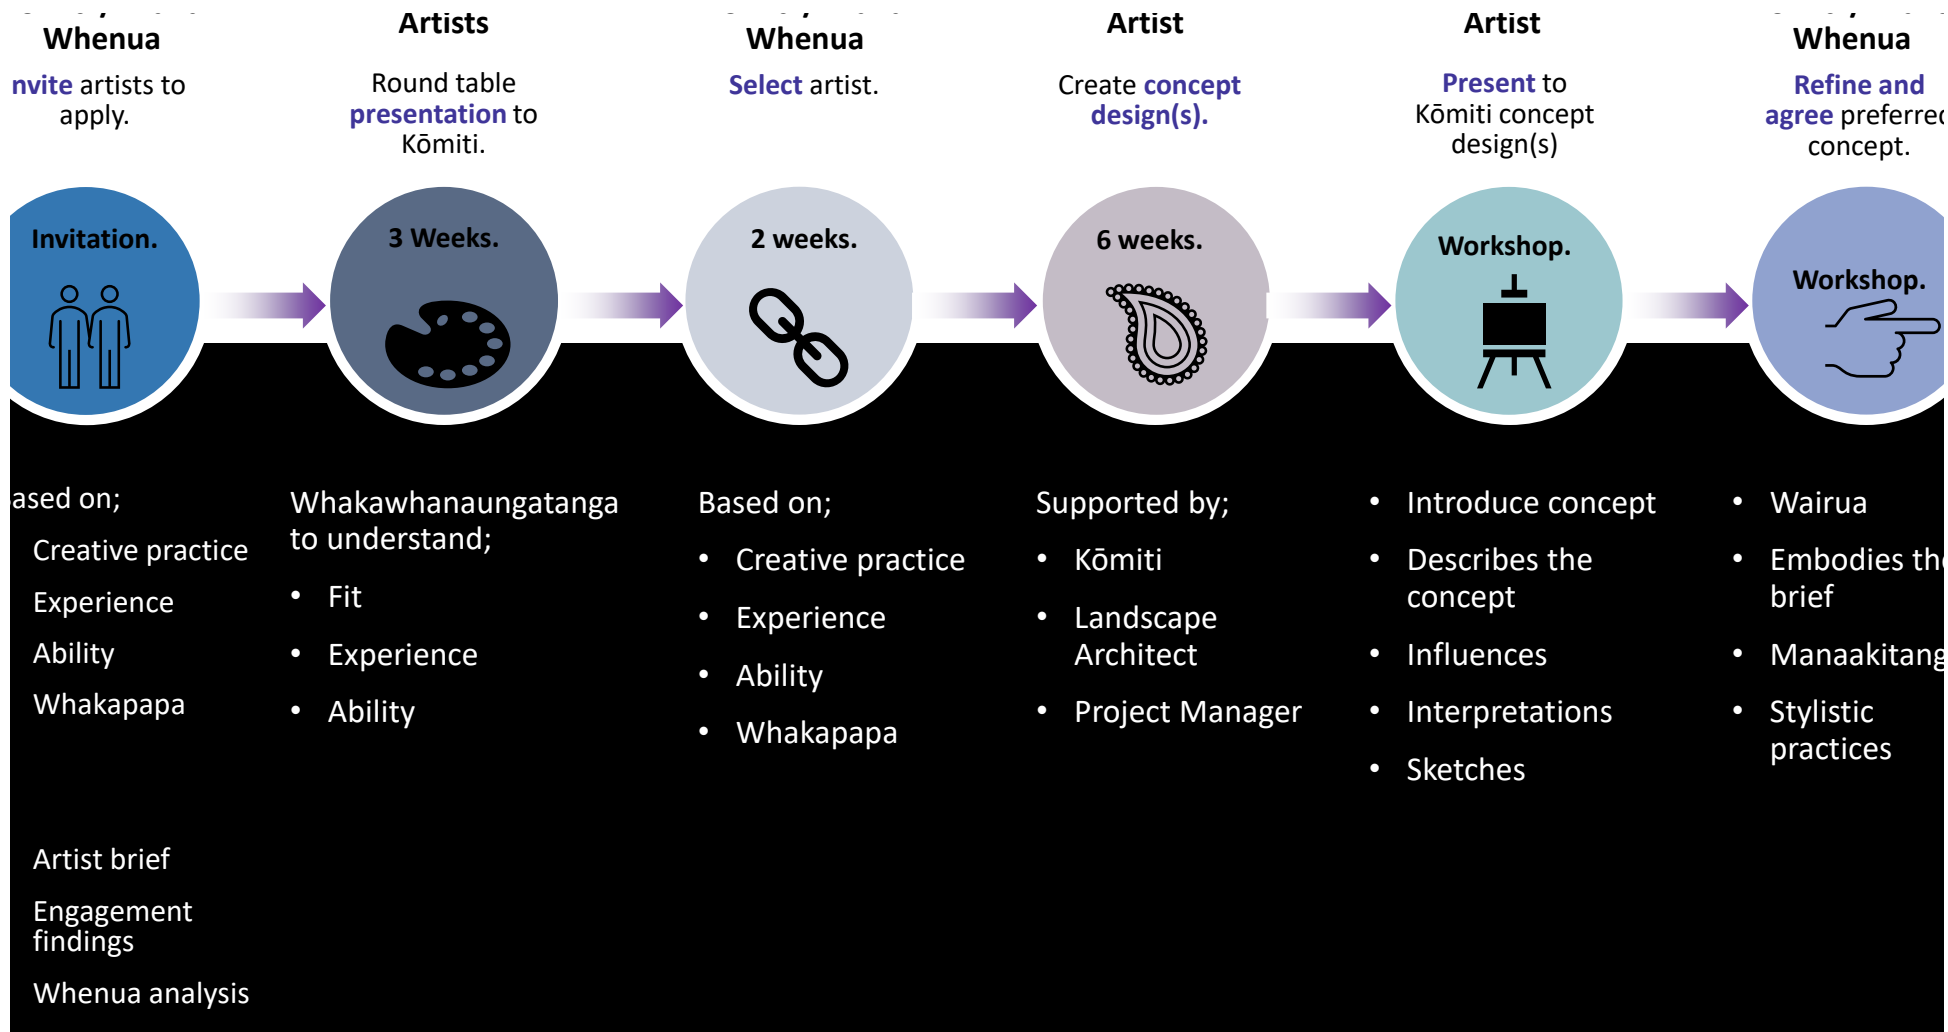 Whenua
nvite artists to
apply.
Invitation.
ased on;
Creative practice
Experience
Ability
Whakapapa
Artist brief
Engagement
findings
Whenua analysis
Artists
Round table
presentation to
Kōmiti.
3 Weeks.
Whakawhanaungatanga
to understand;
• Fit
• Experience
• Ability
Whenua
Select artist.
2 weeks.
Based on;
• Creative practice
• Experience
• Ability
• Whakapapa
Artist
Create concept
design(s).
6 weeks.
Supported by;
• Kōmiti
• Landscape
Architect
• Project Manager
Artist
Present to
Kōmiti concept
design(s)
Workshop.
• Introduce concept
• Describes the
concept
• Influences
• Interpretations
• Sketches
Whenua
Refine and
agree preferred
concept.
Workshop.
• Wairua
• Embodies the
brief
• Manaakitang
• Stylistic
practices